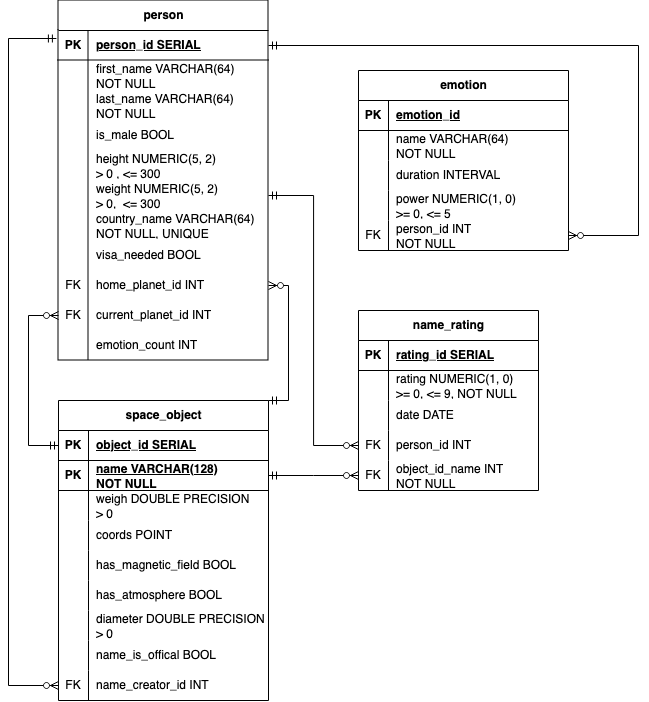 person
PK person_id SERIAL
first_name VARCHAR(64)
NOT NULL
last_name VARCHAR(64)
NOT NULL
is_male BOOL
height NUMERIC(5, 2)
> 0 , <= 300
weight NUMERIC(5, 2)
> 0, <= 300
country_name VARCHAR(64)
NOT NULL, UNIQUE
visa_needed BOOL
FK home_planet_id INT
FK current_planet_id INT
emotion_count INT
emotion
PK emotion_id
name VARCHAR(64)
NOT NULL
duration INTERVAL
power NUMERIC(1, 0)
>= 0, <= 5
FK person_id INT
NOT NULL
name_rating
PK rating_id SERIAL
rating NUMERIC(1, 0)
>= 0, <= 9, NOT NULL
date DATE
FK person_id INT
FK object_id_name INT
NOT NULL
space_object
PK object_id SERIAL
PK name VARCHAR(128)
NOT NULL
weigh DOUBLE PRECISION
> 0
coords POINT
has_magnetic_field BOOL
has_atmosphere BOOL
diameter DOUBLE PRECISION
> 0
name_is_offical BOOL
FK name_creator_id INT